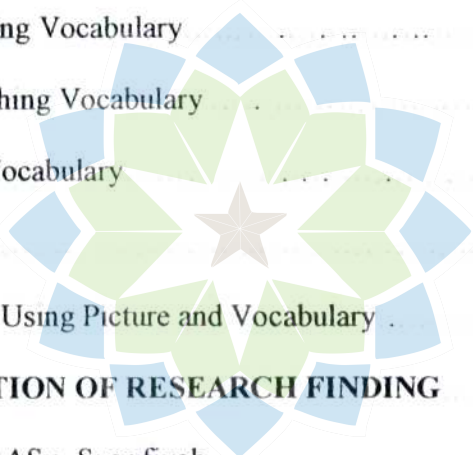 ng Vocabulary
hing Vocabulary
ocabulary
Using Picture and Vocabulary
TION OF RESEARCH FINDING